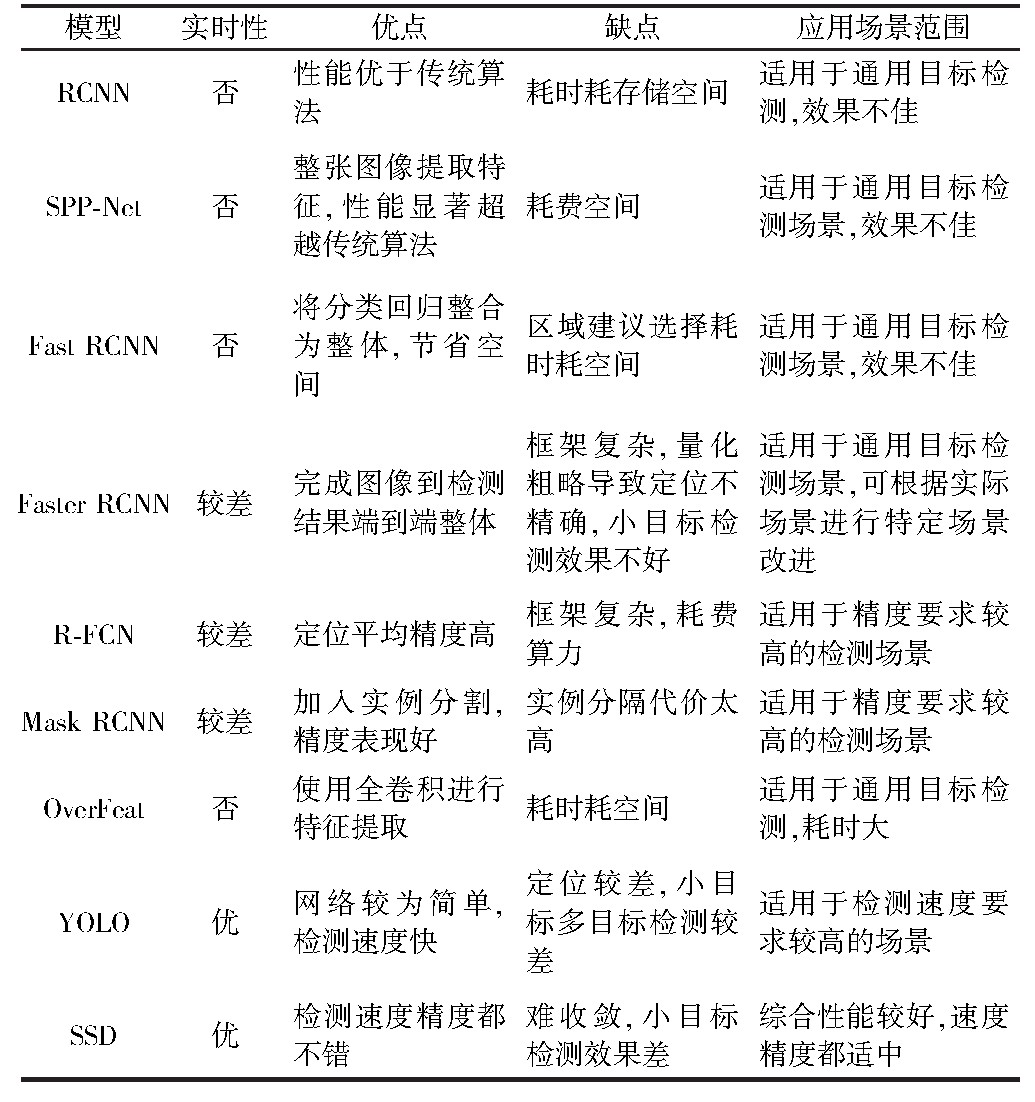 模型 实时性 优点 缺点 应用场景范围
RCNN 否 性能优于传统算法 耗时耗存储空间 适用于通用目标检测,效果不佳
SPP-Net 否 整张图像提取特征,性能显著超越传统算法 耗费空间 适用于通用目标检测场景,效果不佳
Fast RCNN 否 将分类回归整合为整体,节省空间 区域建议选择耗时耗空间 适用于通用目标检测场景,效果不佳
Faster RCNN 较差 完成图像到检测结果端到端整体 框架复杂,量化粗略导致定位不精确,小目标检测效果不好 适用于通用目标检测场景,可根据实际场景进行特定场景改进
R-FCN 较差 定位平均精度高 框架复杂,耗费算力 适用于精度要求较高的检测场景
Mask RCNN 较差 加入实例分割,精度表现好 实例分隔代价太高 适用于精度要求较高的检测场景
OverFeat 否 使用全卷积进行特征提取 耗时耗空间 适用于通用目标检测,耗时大
YOLO 优 网络较为简单,检测速度快 定位较差,小目标多目标检测较差 适用于检测速度要求较高的场景
SSD 优 检测速度精度都不错 难收敛,小目标检测效果差 综合性能较好,速度精度都适中